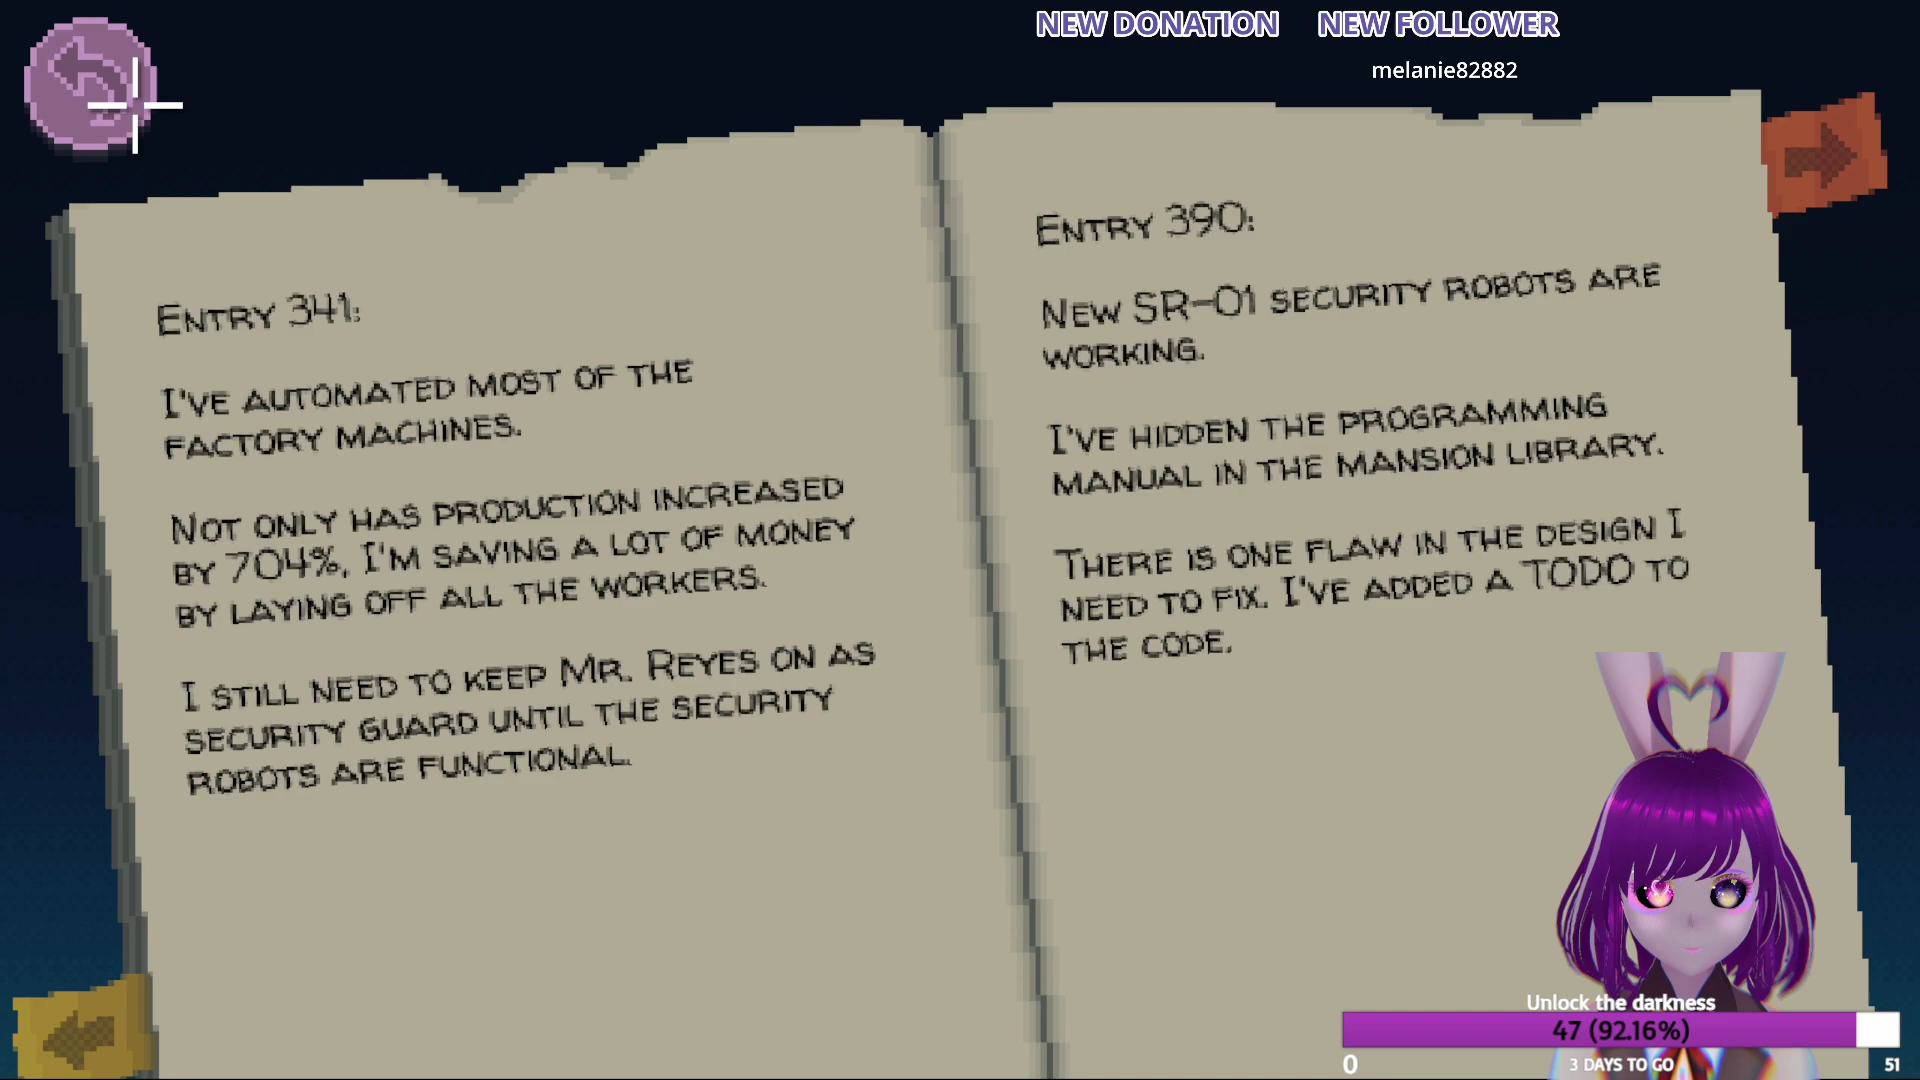 NEW DONATION
NEW FOLLOWER
melanie82882
ENTRY 341:
I'VE AUTOMATED MOST OF THE
FACTORY MACHINES.
NOT ONLY HAS PRODUCTION INCREASED
BY 704%, I'M SAVING A LOT OF MONEY
BY LAYING OFF ALL THE WORKERS.
I STILL NEED TO KEEP MR. REYES ON AS
SECURITY GUARD UNTIL THE SECURITY
ROBOTS ARE FUNCTIONAL.
ENTRY 390:
NEW SR-01 SECURITY ROBOTS ARE
WORKING.
I'VE HIDDEN THE PROGRAMMING
MANUAL IN THE MANSION LIBRARY.
THERE IS ONE FLAW IN THE DESIGN I
NEED TO FIX. I'VE ADDED A TODO TO
THE CODE.
Unlock the darkness
47 (92.16%)
0
3 DAYS TO GO
51